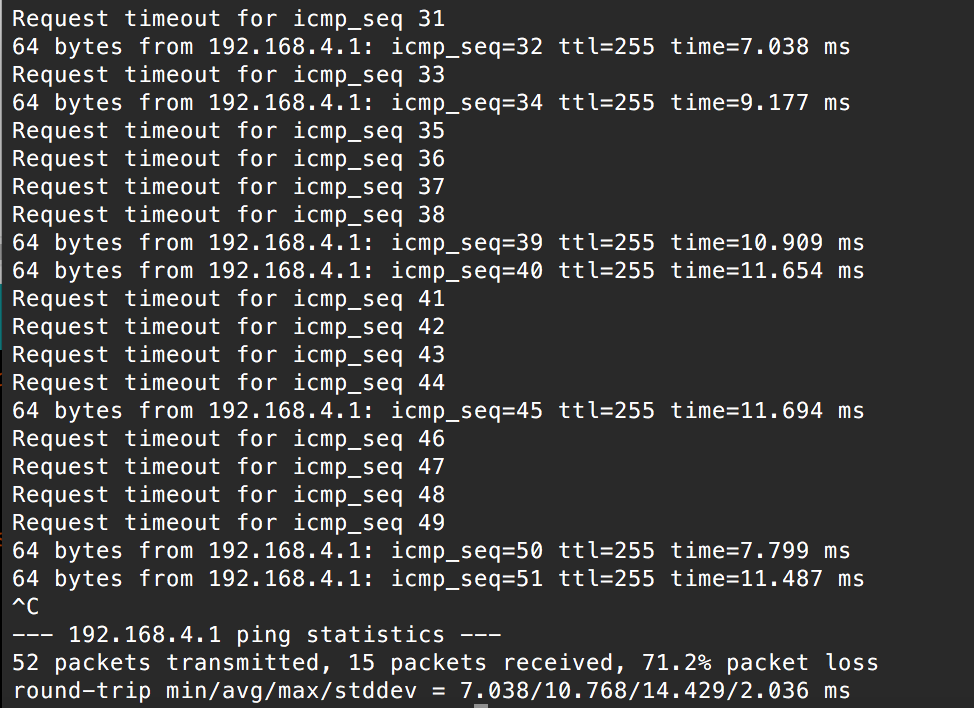 Request timeout for icmp_seq 31
64 bytes from 192.168.4.1: icmp_seq=32 ttl=255 time=7.038 ms
Request timeout for icmp_seq 33
64 bytes from 192.168.4.1: icmp_seq=34 ttl=255 time=9.177 ms
Request timeout for icmp_seq 35
Request timeout for icmp_seq 36
Request timeout for icmp_seq 37
Request timeout for icmp_seq 38
64 bytes from 192.168.4.1: icmp_seq=39 ttl=255 time=10.909 ms
64 bytes from 192.168.4.1: icmp_seq=40 ttl=255 time=11.654 ms
Request timeout for icmp_seq 41
Request timeout for icmp_seq 42
Request timeout for icmp_seq 43
Request timeout for icmp_seq 44
64 bytes from 192.168.4.1: icmp_seq=45 ttl=255 time=11.694 ms
Request timeout for icmp_seq 46
Request timeout for icmp_seq 47
Request timeout for icmp_seq 48
Request timeout for icmp_seq 49
64 bytes from 192.168.4.1: icmp_seq=50 ttl=255 time=7.799 ms
64 bytes from 192.168.4.1: icmp_seq=51 ttl=255 time=11.487 ms
^C
--- 192.168.4.1 ping statistics ---
52 packets transmitted, 15 packets received, 71.2% packet loss
round-trip min/avg/max/stddev = 7.038/10.768/14.429/2.036 ms